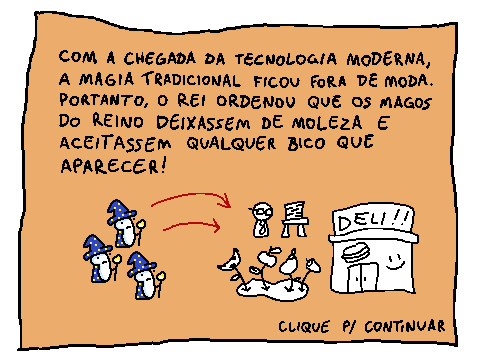 COM A CHEGADA DA TECNOLOGIA MODERNA,
A MAGIA TRADICIONAL FICOU FORA DE MODA.
PORTANTO, O REI ORDENOU QUE OS MAGOS
DO REINO DEIXASSEM DE MOLEZA E
ACEITASSEM QUALQUER BICO QUE
APARECER!
DELI!!
CLIQUE P/ CONTINUAR